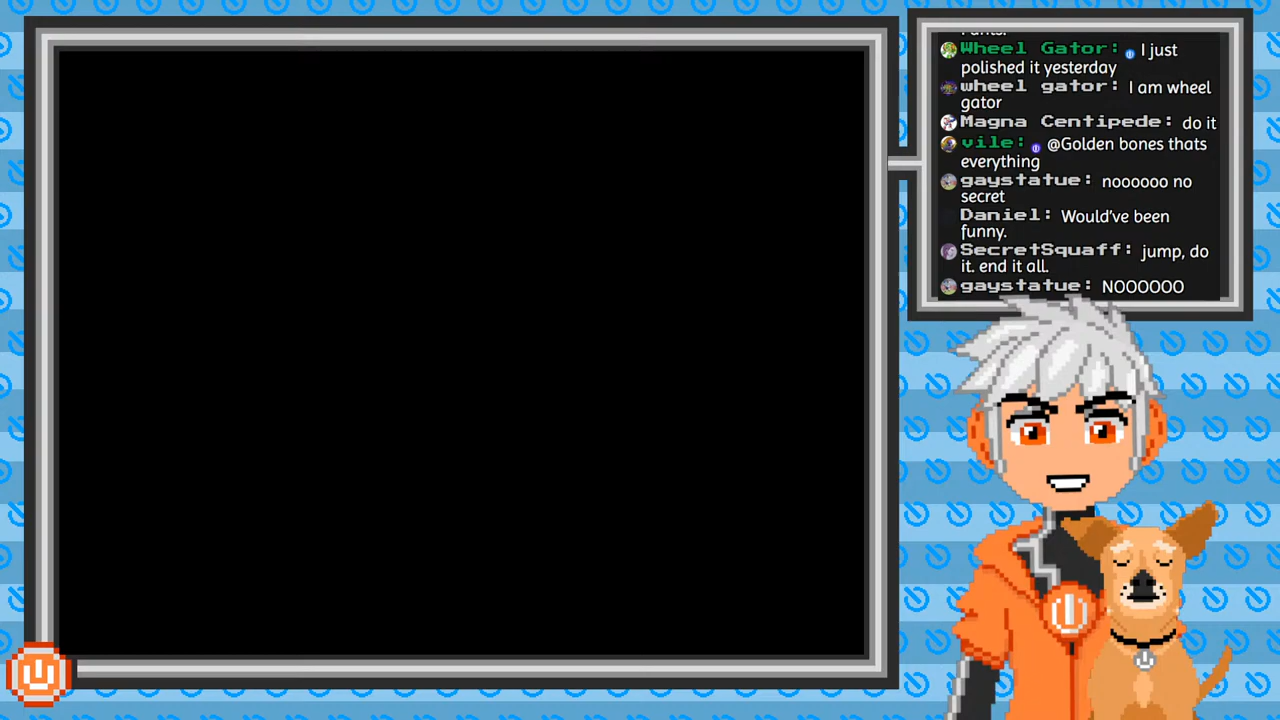 Wheel Gator: I just
polished it yesterday
wheel gator: I am wheel
gator
Magna Centipede: do it
vile: @Golden bones thats
everything
gaystatue: noooooo no
secret
Daniel: Would've been
funny.
SecretSquaff: jump, do
it. end it all.
gaystatue: NOOOOOO